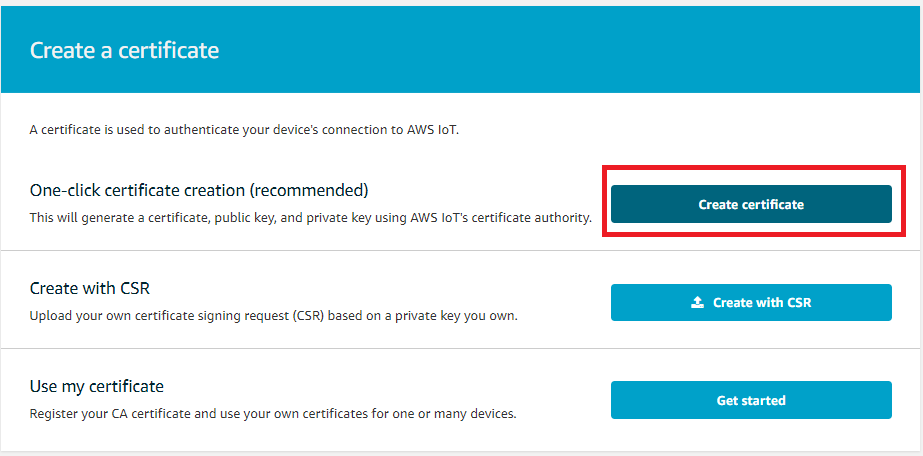 Create a certificate
A certificate is used to authenticate your device's connection to AWS IoT.
One-click certificate creation (recommended)
This will generate a certificate, public key, and private key using AWS IoT's certificate authority.
Create certificate
Create with CSR
Upload your own certificate signing request (CSR) based on a private key you own.
Create with CSR
Use my certificate
Register your CA certificate and use your own certificates for one or many devices.
Get started